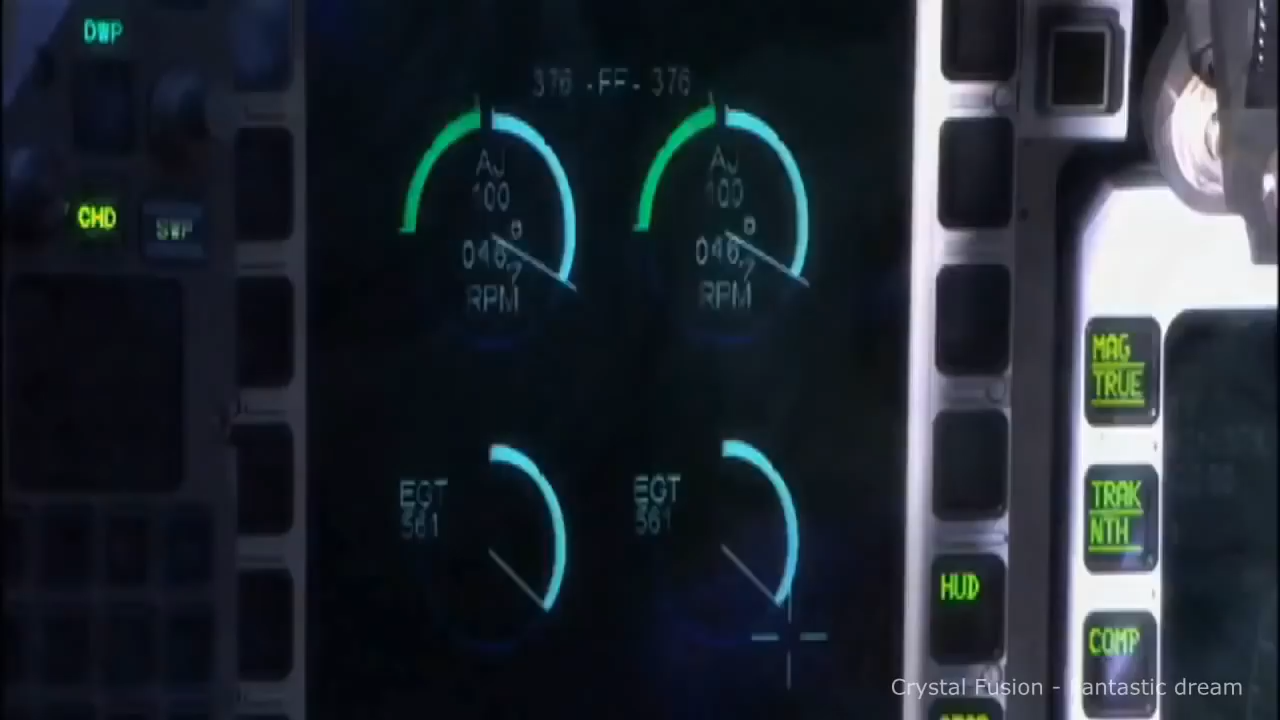 DWP
376 -FF- 376
AJ
100
RPM
AJ
100
RPM
CHD
SWP
MAG
TRUE
EGT
561
EGT
561
TRAK
NTH
HUD
COMP
Crystal Fusion - Fantastic dream